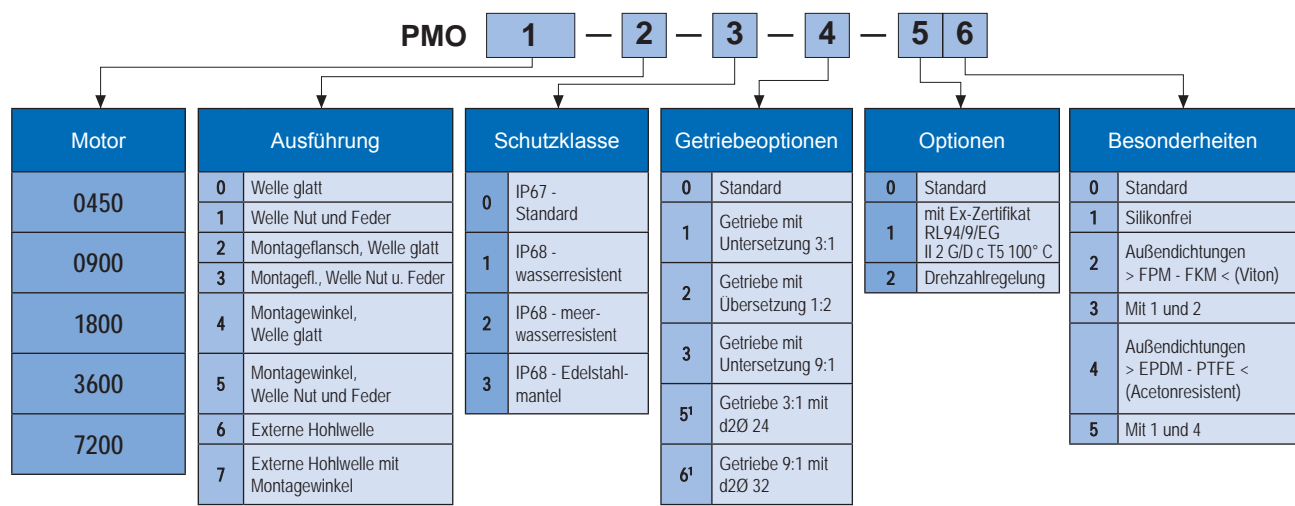 PMO 1 — 2 — 3 — 4 — 5 6
Motor
0450
0900
1800
3600
7200
Ausführung
0 Welle glatt
1 Welle Nut und Feder
2 Montageflansch, Welle glatt
3 Montagefl., Welle Nut u. Feder
4 Montagewinkel,
Welle glatt
5 Montagewinkel,
Welle Nut und Feder
6 Externe Hohlwelle
7 Externe Hohlwelle mit
Montagewinkel
Schutzklasse
0 IP67 -
Standard
1 IP68 -
wasserresistent
2 IP68 - meer-
wasserresistent
3 IP68 - Edelstahl-
mantel
Getriebeoptionen
0 Standard
1 Getriebe mit
Untersetzung 3:1
2 Getriebe mit
Übersetzung 1:2
3 Getriebe mit
Untersetzung 9:1
5¹ Getriebe 3:1 mit
d2Ø 24
6¹ Getriebe 9:1 mit
d2Ø 32
Optionen
0 Standard
1 mit Ex-Zertifikat
RL94/9/EG
II 2 G/D c T5 100° C
2 Drehzahlregelung
Besonderheiten
0 Standard
1 Silikonfrei
2 Außendichtungen
> FPM - FKM < (Viton)
3 Mit 1 und 2
4 Außendichtungen
> EPDM - PTFE <
(Acetonresistent)
5 Mit 1 und 4